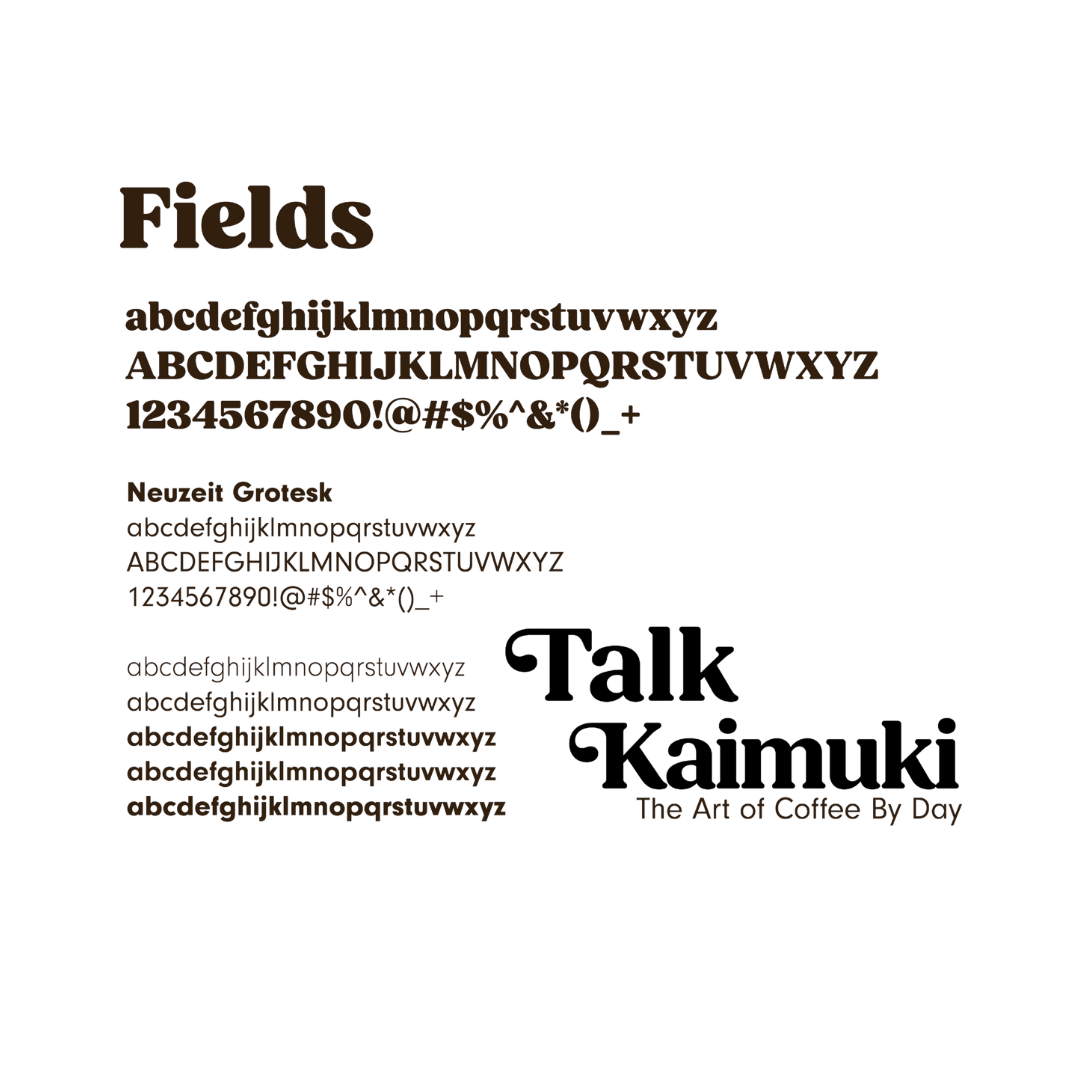 Fields
abcdefghijklmnopqrstuvwxyz
ABCDEFGHIJKLMNOPQRSTUVWXYZ
1234567890!@#$%^&*()_+
Neuzeit Grotesk
abcdefghijklmnopqrstuvwxyz
ABCDEFGHIJKLMNOPQRSTUVWXYZ
1234567890!@#$%^&*()_+
abcdefghijklmnopqrstuvwxyz
abcdefghijklmnopqrstuvwxyz
abcdefghijklmnopqrstuvwxyz
abcdefghijklmnopqrstuvwxyz
abcdefghijklmnopqrstuvwxyz
Talk
Kaimuki
The Art of Coffee By Day